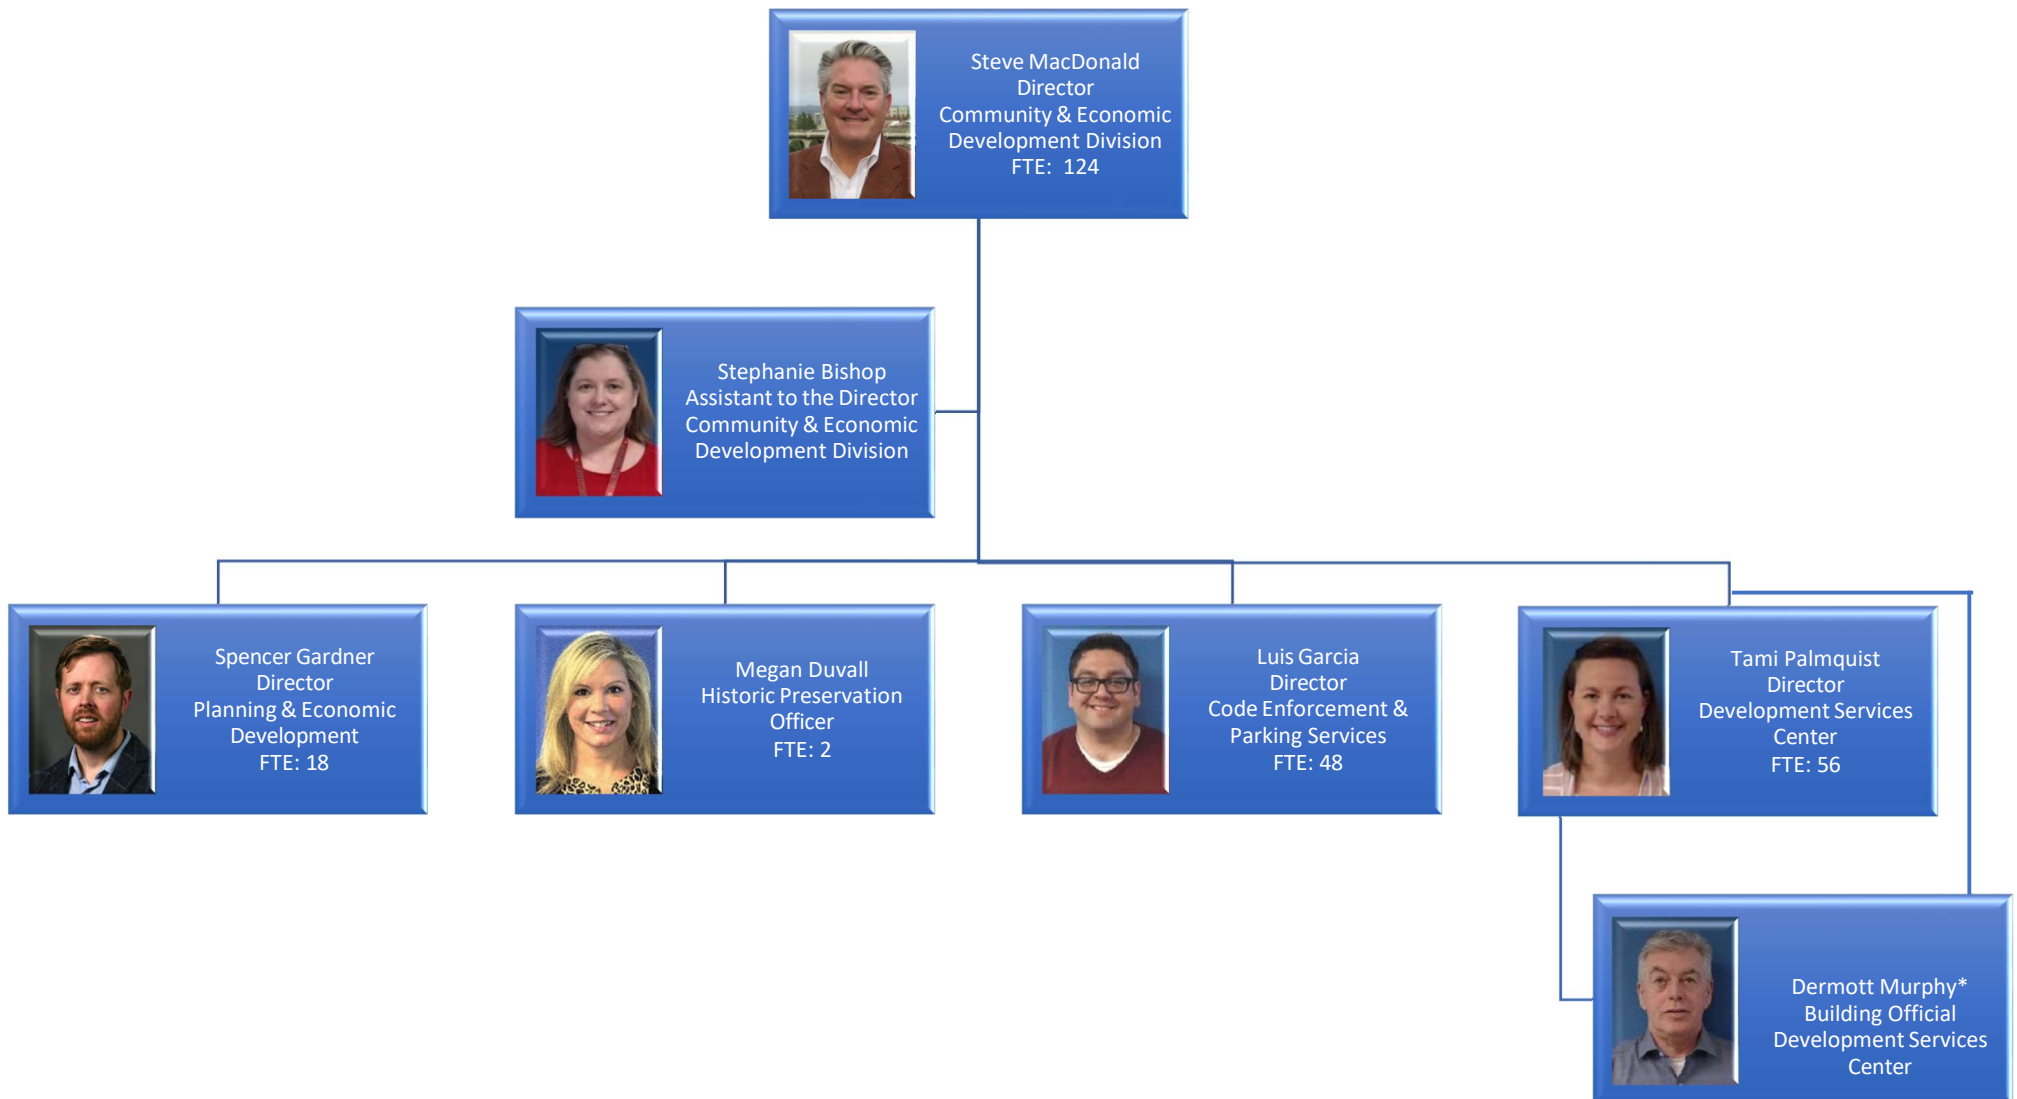 Steve MacDonald
Director
Community & Economic
Development Division
FTE: 124
Stephanie Bishop
Assistant to the Director
Community & Economic
Development Division
Spencer Gardner
Director
Planning & Economic
Development
FTE: 18
Megan Duvall
Historic Preservation
Officer
FTE: 2
Luis Garcia
Director
Code Enforcement &
Parking Services
FTE: 48
Tami Palmquist
Director
Development Services
Center
FTE: 56
Dermott Murphy*
Building Official
Development Services
Center